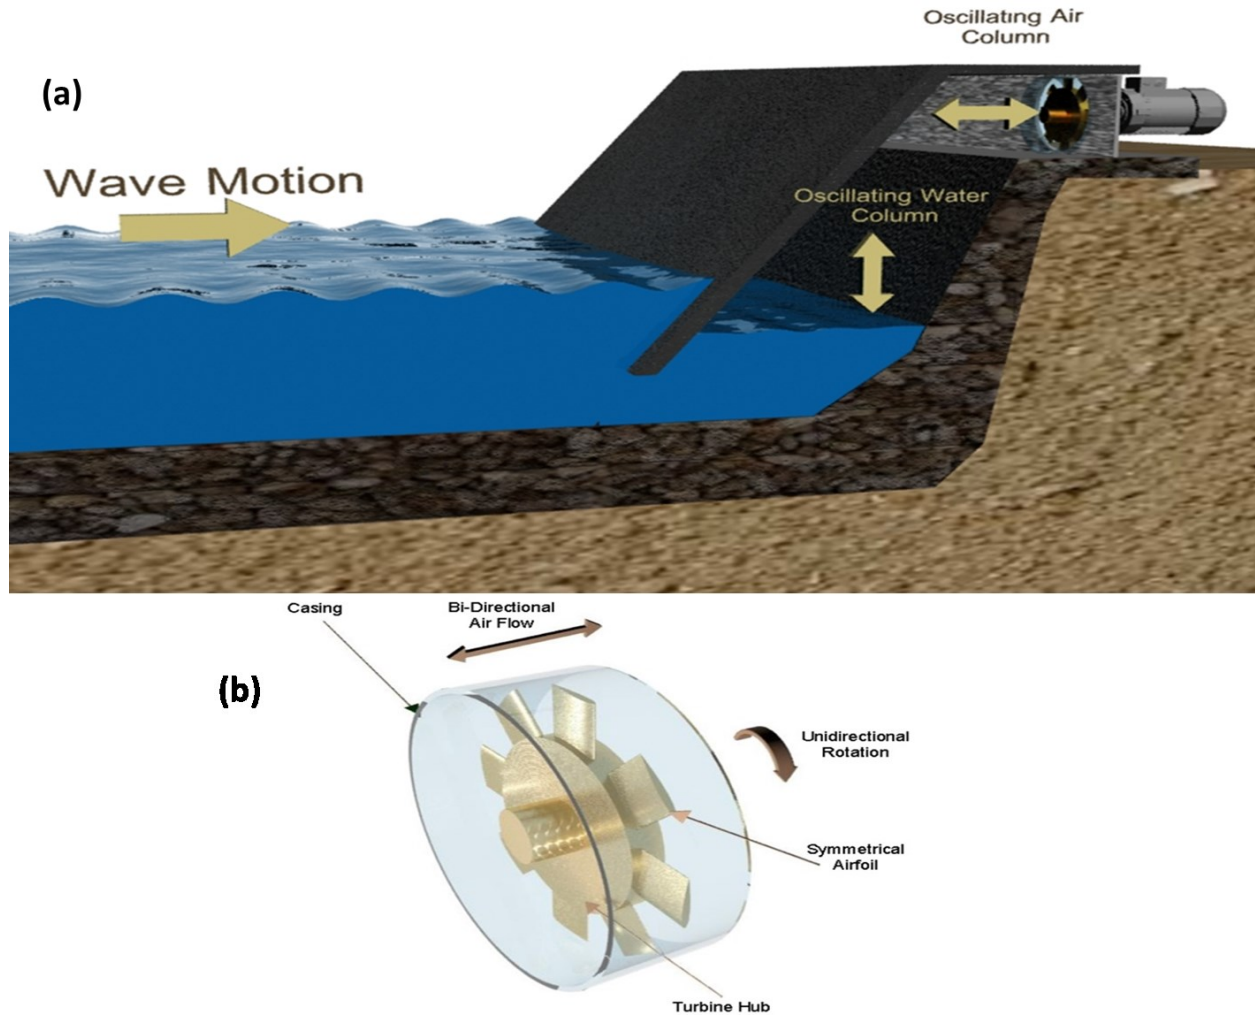 Oscillating Air
Column
(a)
Wave Motion
Oscillating Water
Column
Casing
Bi-Directional
Air Flow
(b)
Unidirectional
Rotation
Symmetrical
Airfoil
Turbine Hub